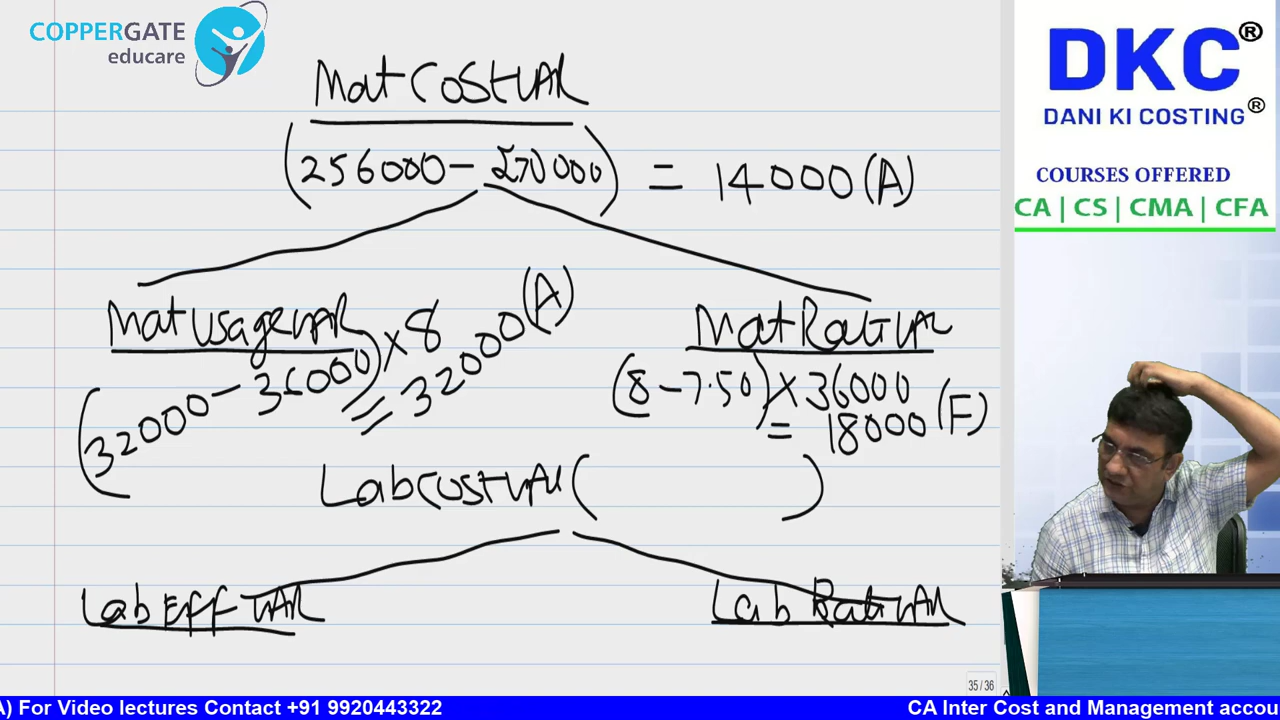 COPPERGATE
educare
Mat Cost VAR
(256000 - 270000) = 14000 (A)
Mat Usage VAR
(32000 - 36000) × 8
= 32000 (A)
Mat Rate VAR
(8 - 7.50) × 36000
= 18000 (F)
Lab Cost VAR ( )
Lab Eff VAR
Lab Rate VAR
35 / 36
DKC®
DANI KI COSTING®
COURSES OFFERED
CA | CS | CMA | CFA
A) For Video lectures Contact +91 9920443322
CA Inter Cost and Management accou